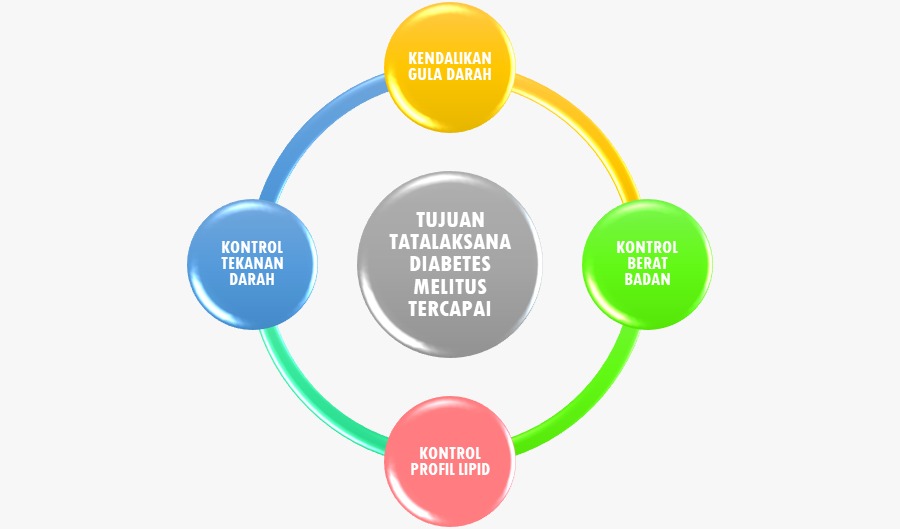 KENDALIKAN
GULA DARAH
TUJUAN
TATALAKSANA
DIABETES
MELITUS
TERCAPAI
KONTROL
TEKANAN
DARAH
KONTROL
BERAT
BADAN
KONTROL
PROFIL LIPID